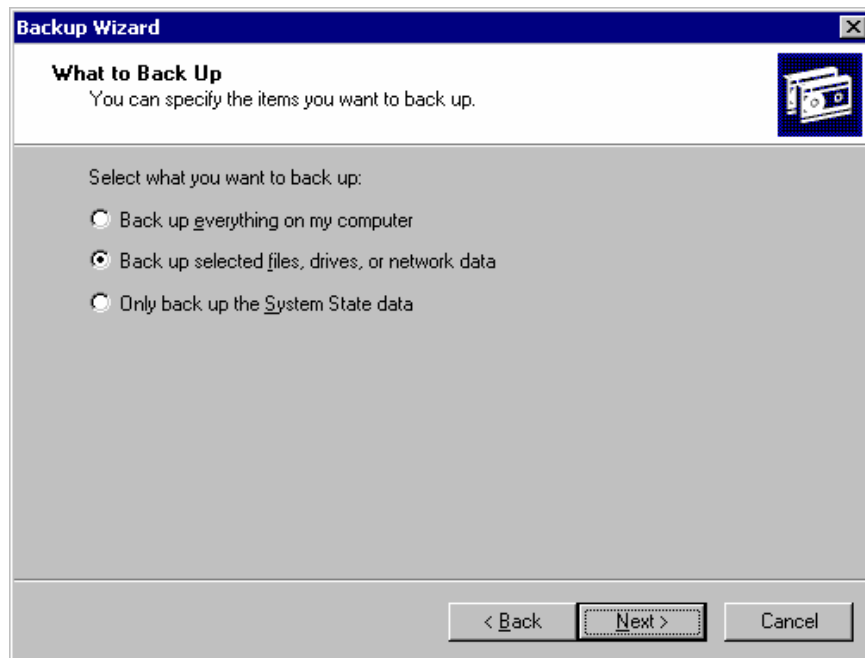 Backup Wizard
What to Back Up
You can specify the items you want to back up.
Select what you want to back up:
Back up everything on my computer
Back up selected files, drives, or network data
Only back up the System State data
< Back
Next >
Cancel